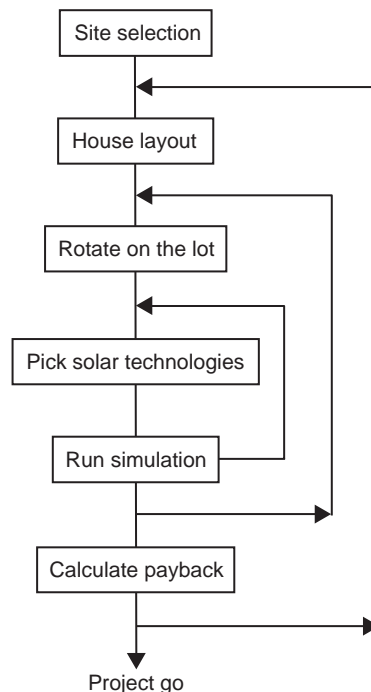 Site selection
House layout
Rotate on the lot
Pick solar technologies
Run simulation
Calculate payback
Project go